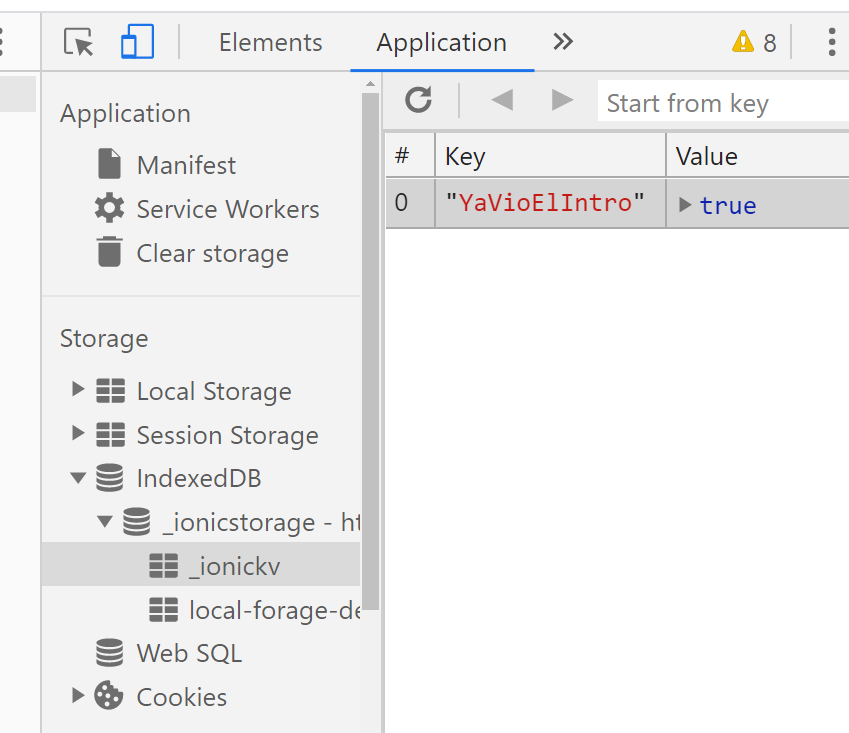 Elements Application 8
Application
Manifest
Service Workers
Clear storage
Storage
Local Storage
Session Storage
IndexedDB
_ionicstorage - ht
_ionickv
local-forage-de
Web SQL
Cookies
Start from key
# Key Value
0 "YaVioElIntro" true